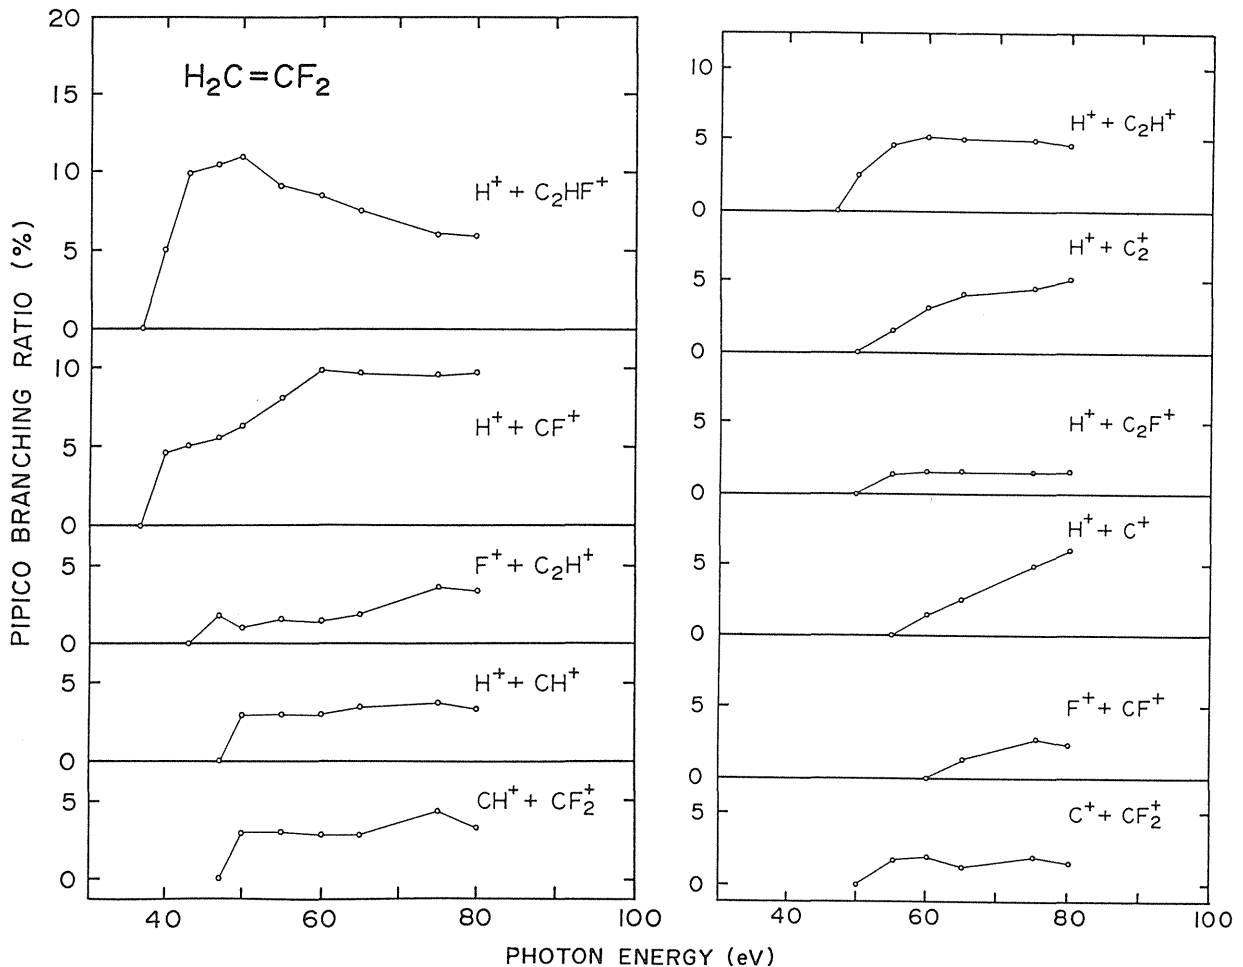 PIPICO BRANCHING RATIO (%)
H₂C=CF₂
20
15
10
5
0
H⁺ + C₂HF⁺
10
5
0
H⁺ + CF⁺
5
0
F⁺ + C₂H⁺
5
0
H⁺ + CH⁺
5
0
CH⁺ + CF₂⁺
40 60 80 100
10
5
0
H⁺ + C₂H⁺
5
0
H⁺ + C₂⁺
5
0
H⁺ + C₂F⁺
5
0
H⁺ + C⁺
5
0
F⁺ + CF⁺
5
0
C⁺ + CF₂⁺
40 60 80 100
PHOTON ENERGY (eV)